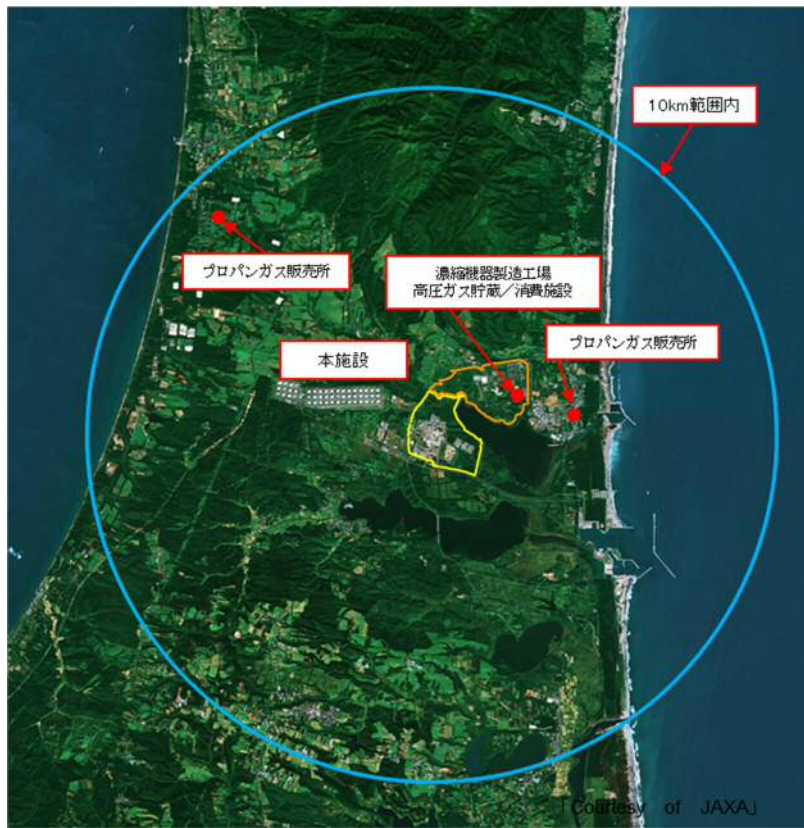 10km範囲内
プロパンガス販売所
濃縮機器製造工場
高圧ガス貯蔵／消費施設
プロパンガス販売所
本施設
「Courtesy of JAXA」